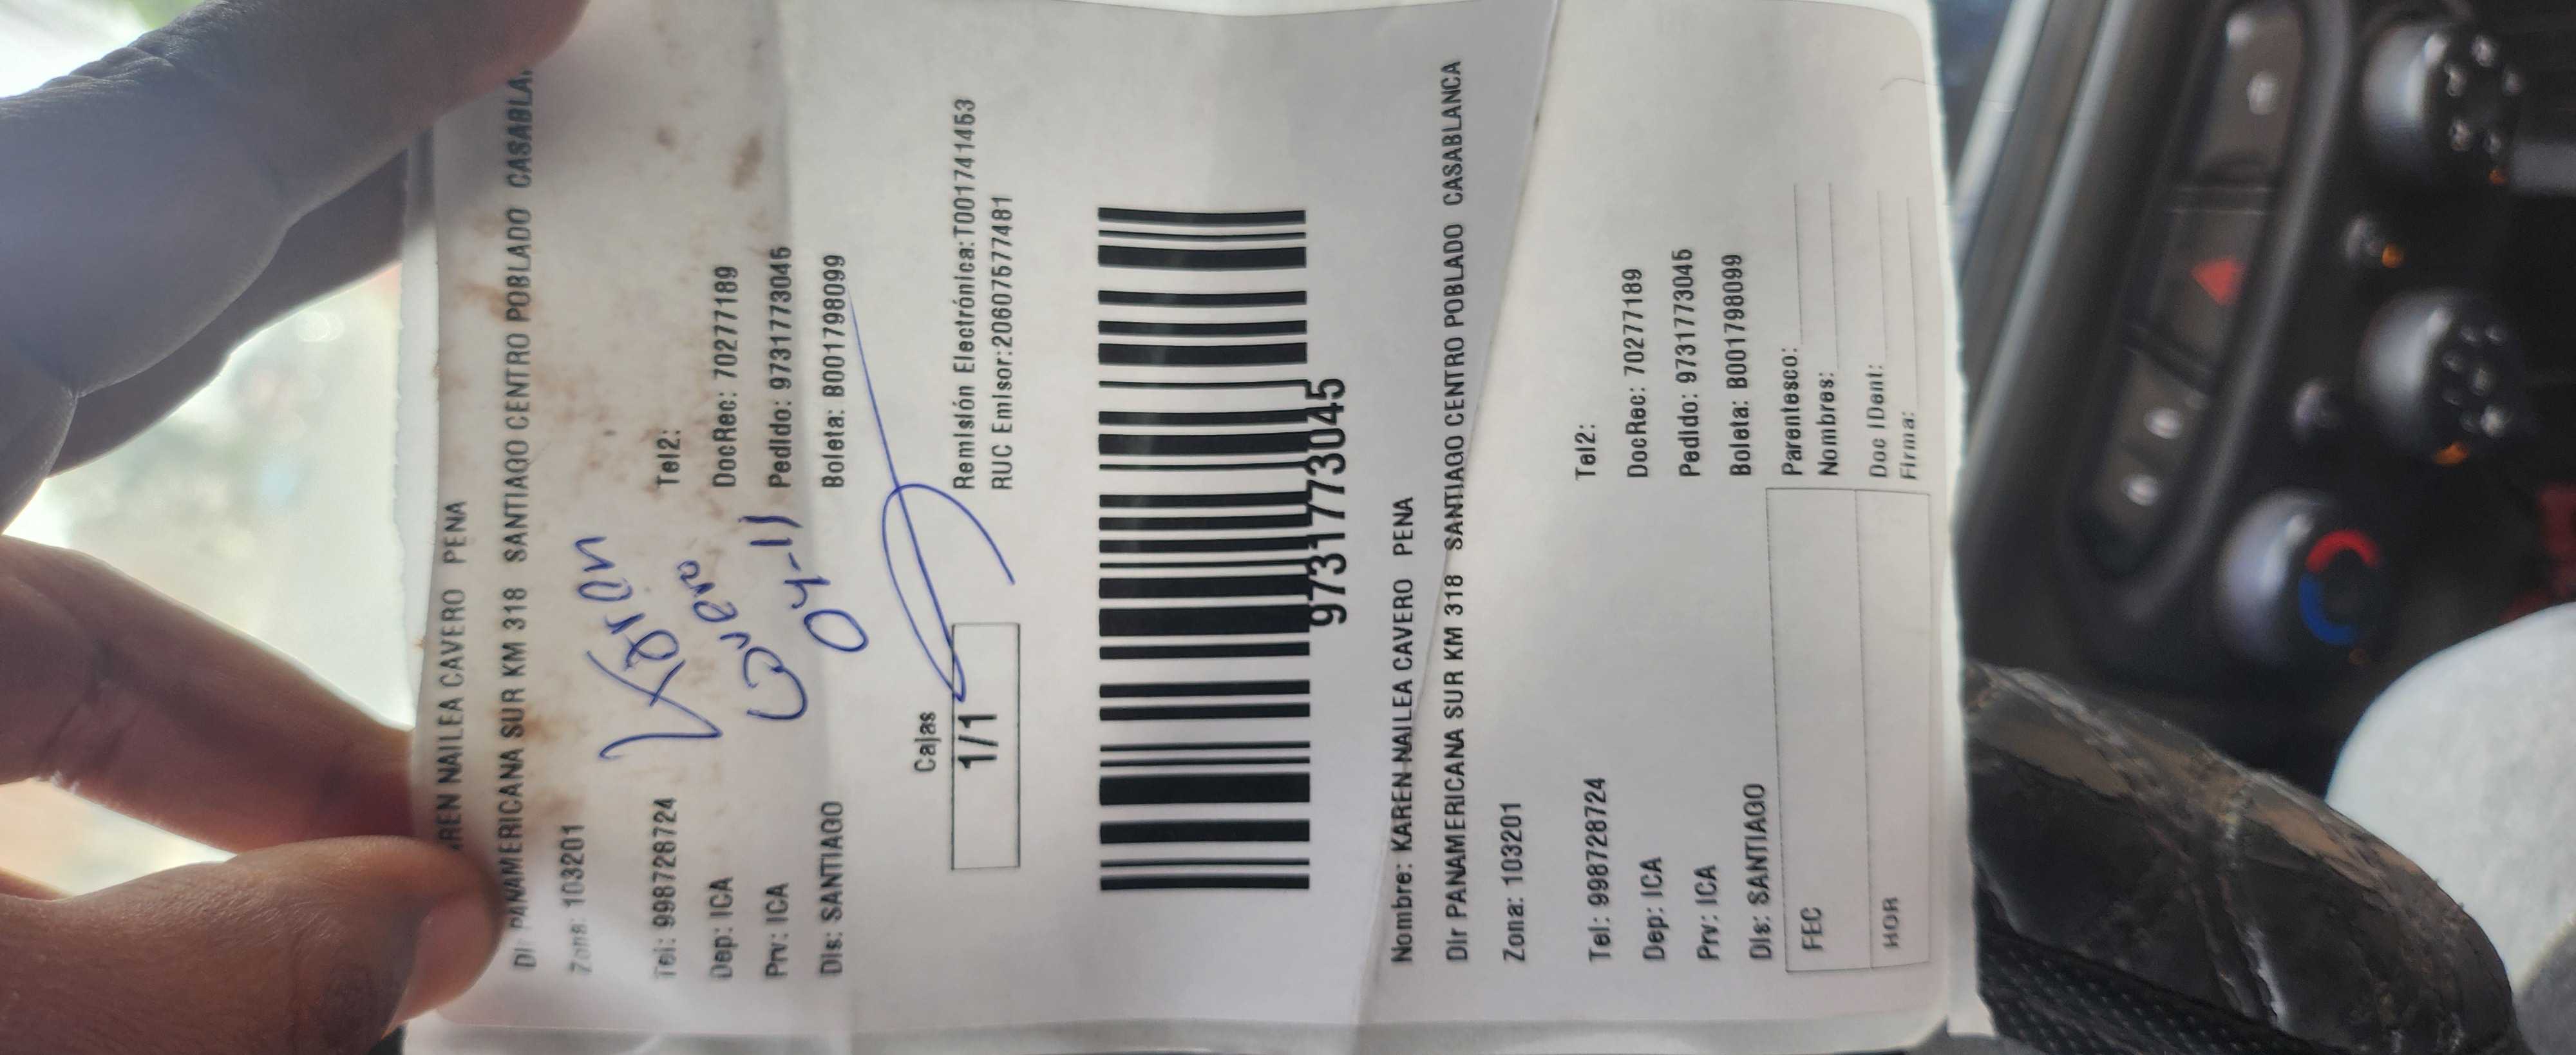 REN NAILEA CAVERO PENA
Dir PANAMERICANA SUR KM 318 SANTIAGO CENTRO POBLADO CASABLA
Zona: 103201
Karen
Cavero
04-11
Tel: 998728724 Tel2:
Dep: ICA DocRec: 70277189
Prv: ICA Pedido: 9731773045
Dis: SANTIAGO Boleta: B001798099
Cajas
1/1
Remisión Electrónica:T001741453
RUC Emisor:20607577481
9731773045
Nombre: KAREN NAILEA CAVERO PENA
Dir PANAMERICANA SUR KM 318 SANTIAGO CENTRO POBLADO CASABLANCA
Zona: 103201
Tel: 998728724 Tel2:
Dep: ICA DocRec: 70277189
Prv: ICA Pedido: 9731773045
Dis: SANTIAGO Boleta: B001798099
FEC Parentesco:
Nombres:
HOR Doc IDent:
Firma: